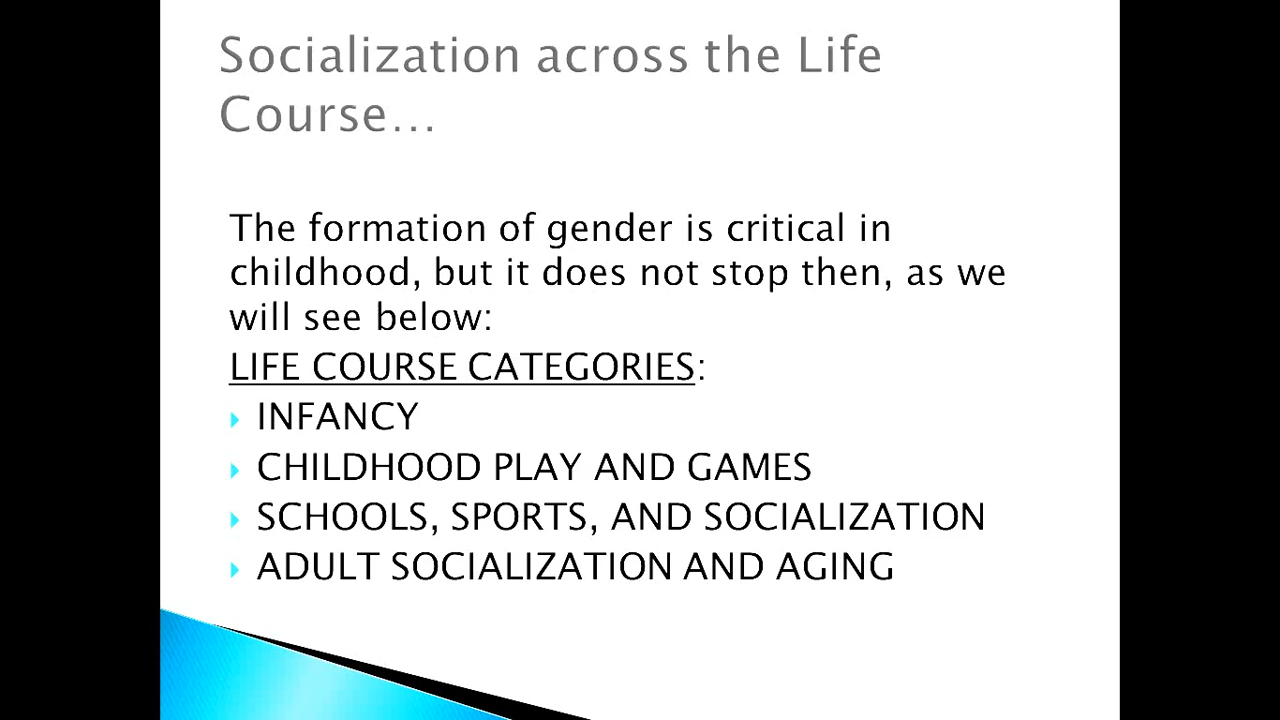 Socialization across the Life
Course...
The formation of gender is critical in
childhood, but it does not stop then, as we
will see below:
LIFE COURSE CATEGORIES:
INFANCY
CHILDHOOD PLAY AND GAMES
SCHOOLS, SPORTS, AND SOCIALIZATION
ADULT SOCIALIZATION AND AGING